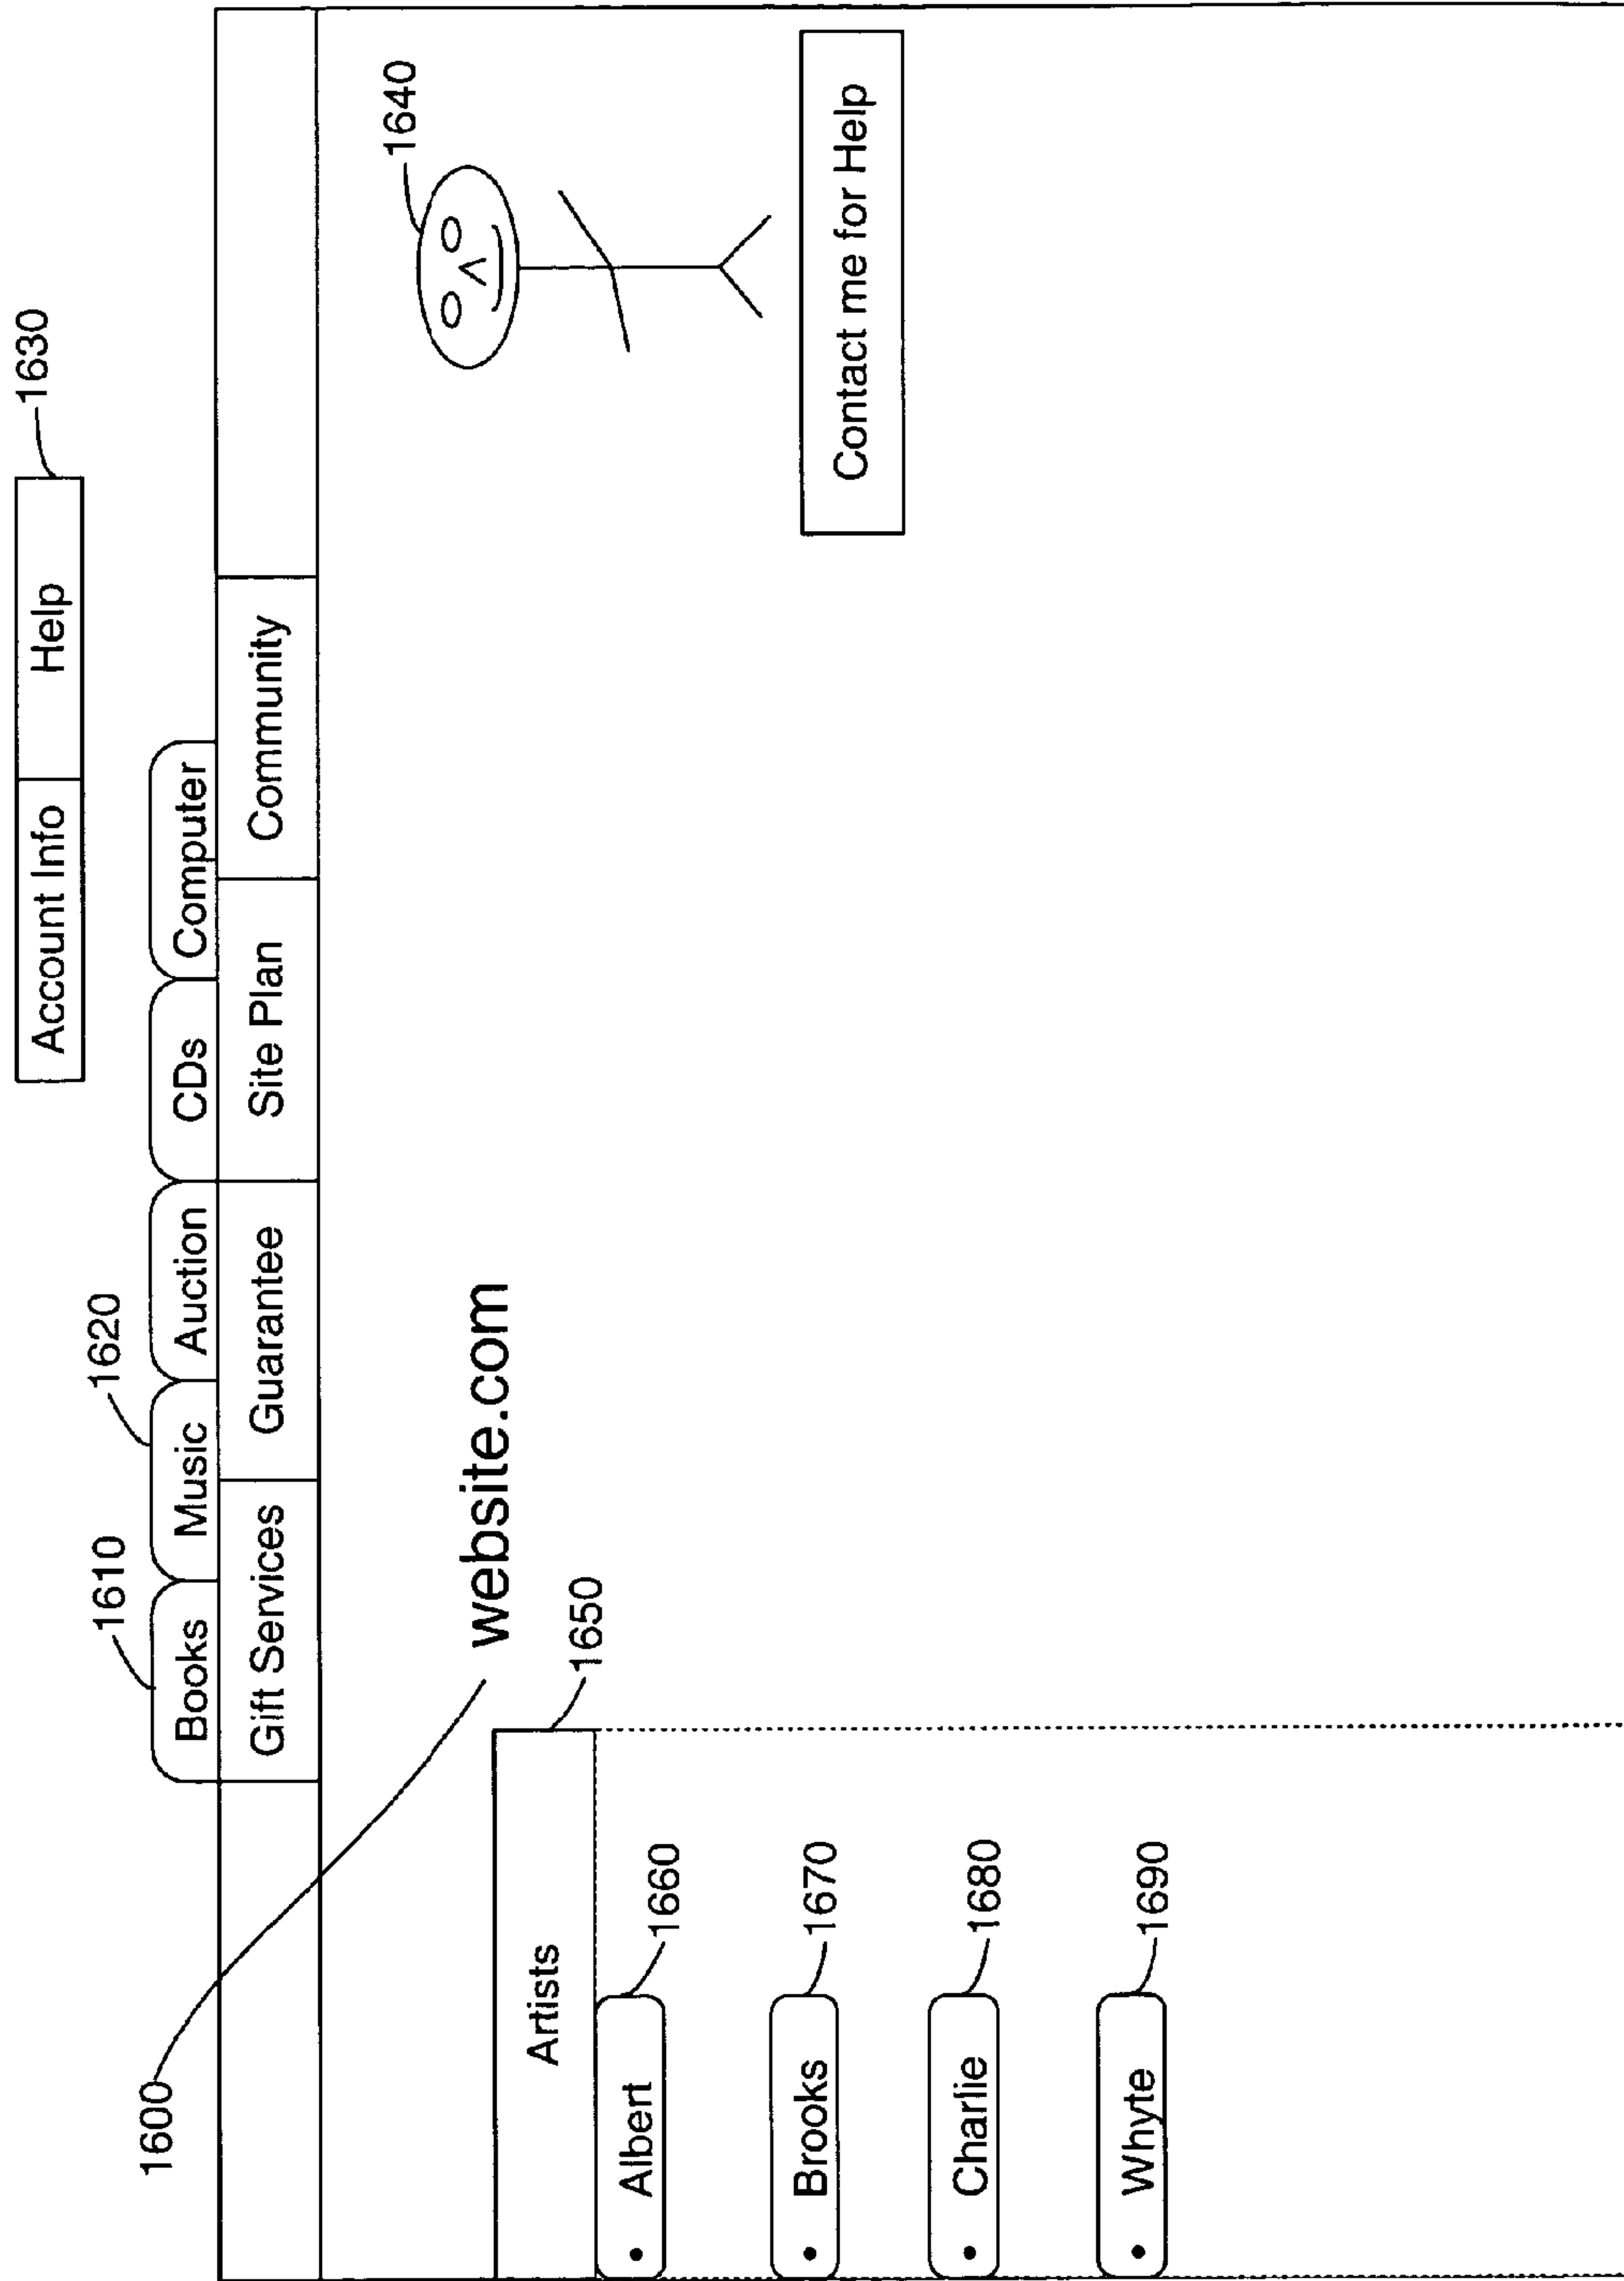 Account Info Help 1630
1610 1620
Books Music Auction CDs Computer
Gift Services Guarantee Site Plan Community
1600
website.com
1640
Artists 1650
Albert 1660
Brooks 1670
Charlie 1680
Whyte 1690
Contact me for Help